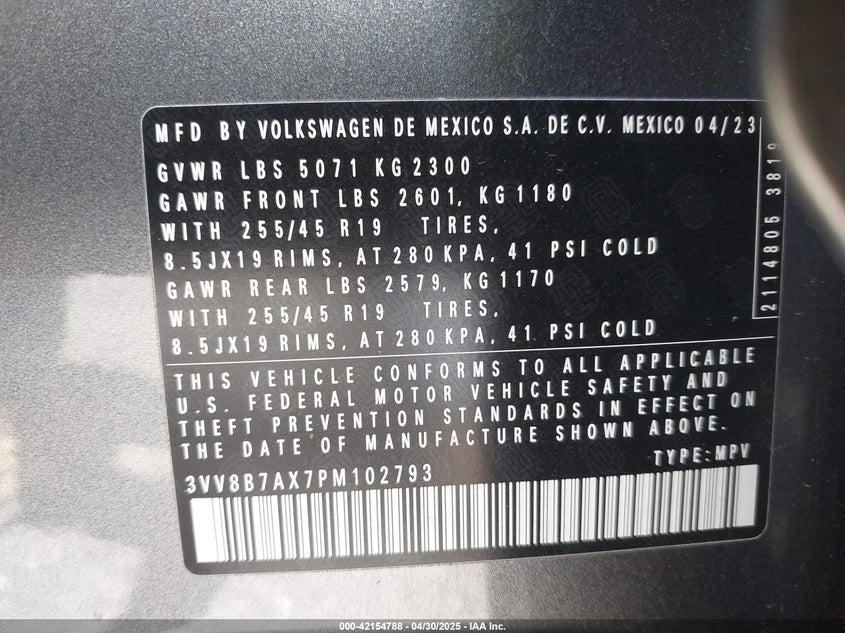 MFD BY VOLKSWAGEN DE MEXICO S.A. DE C.V. MEXICO 04/23
GVWR LBS 5071 KG 2300
GAWR FRONT LBS 2601, KG 1180
WITH 255/45 R19 TIRES,
8.5JX19 RIMS, AT 280 KPA, 41 PSI COLD
GAWR REAR LBS 2579, KG 1170
WITH 255/45 R19 TIRES,
8.5JX19 RIMS, AT 280 KPA, 41 PSI COLD
THIS VEHICLE CONFORMS TO ALL APPLICABLE
U.S. FEDERAL MOTOR VEHICLE SAFETY AND
THEFT PREVENTION STANDARDS IN EFFECT ON
THE DATE OF MANUFACTURE SHOWN ABOVE.
TYPE: MPV
3VV8B7AX7PM102793
2114805 3819
000-42154788 - 04/30/2025 - IAA Inc.